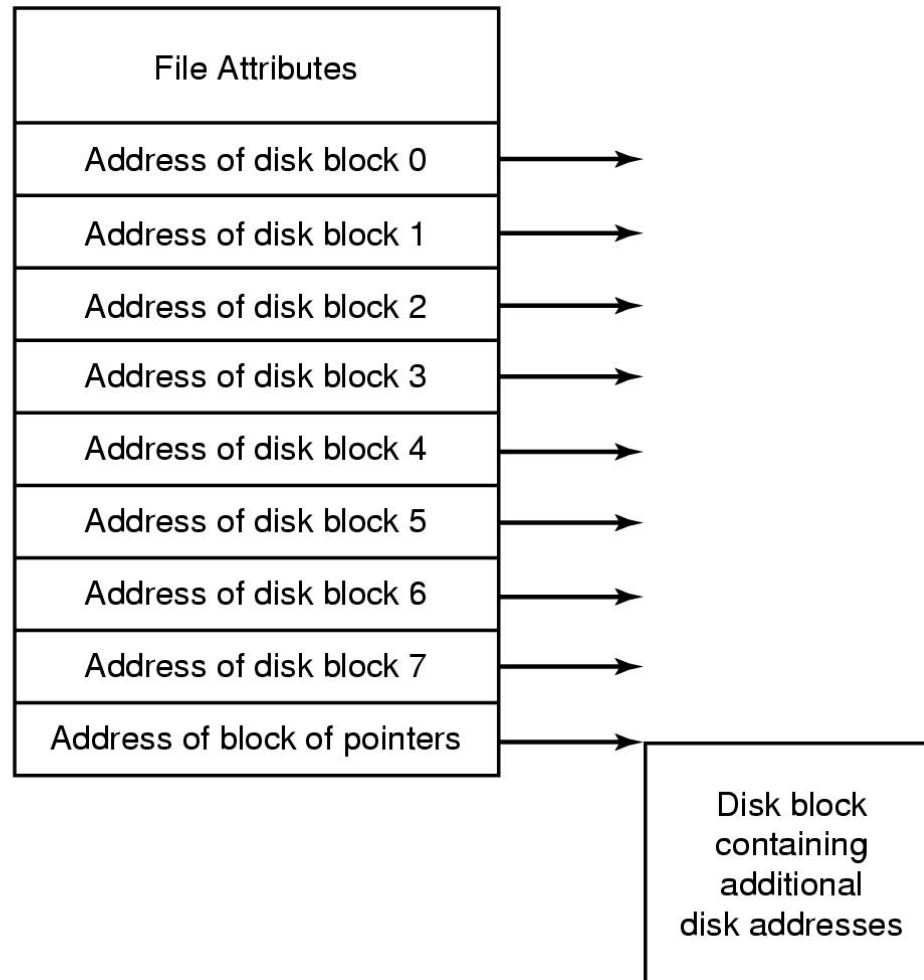 File Attributes
Address of disk block 0
Address of disk block 1
Address of disk block 2
Address of disk block 3
Address of disk block 4
Address of disk block 5
Address of disk block 6
Address of disk block 7
Address of block of pointers
Disk block
containing
additional
disk addresses